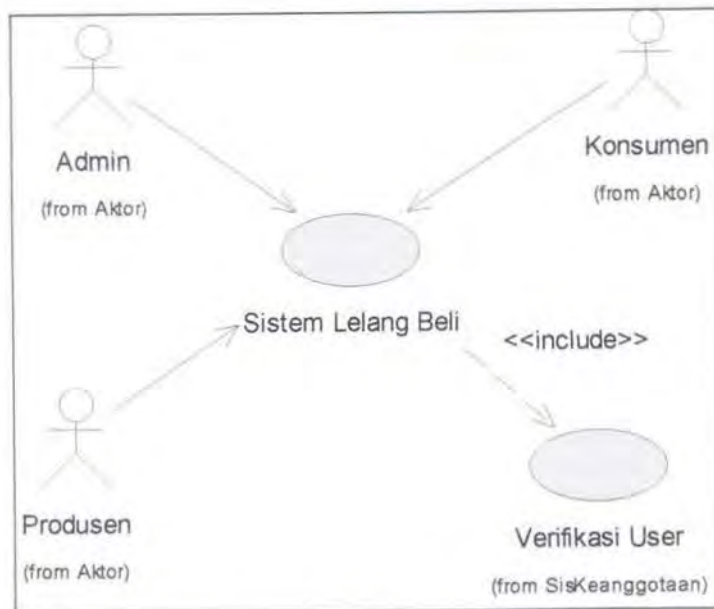 Admin
(from Aktor)
Konsumen
(from Aktor)
Sistem Lelang Beli
<<include>>
Produsen
(from Aktor)
Verifikasi User
(from SisKeanggotaan)